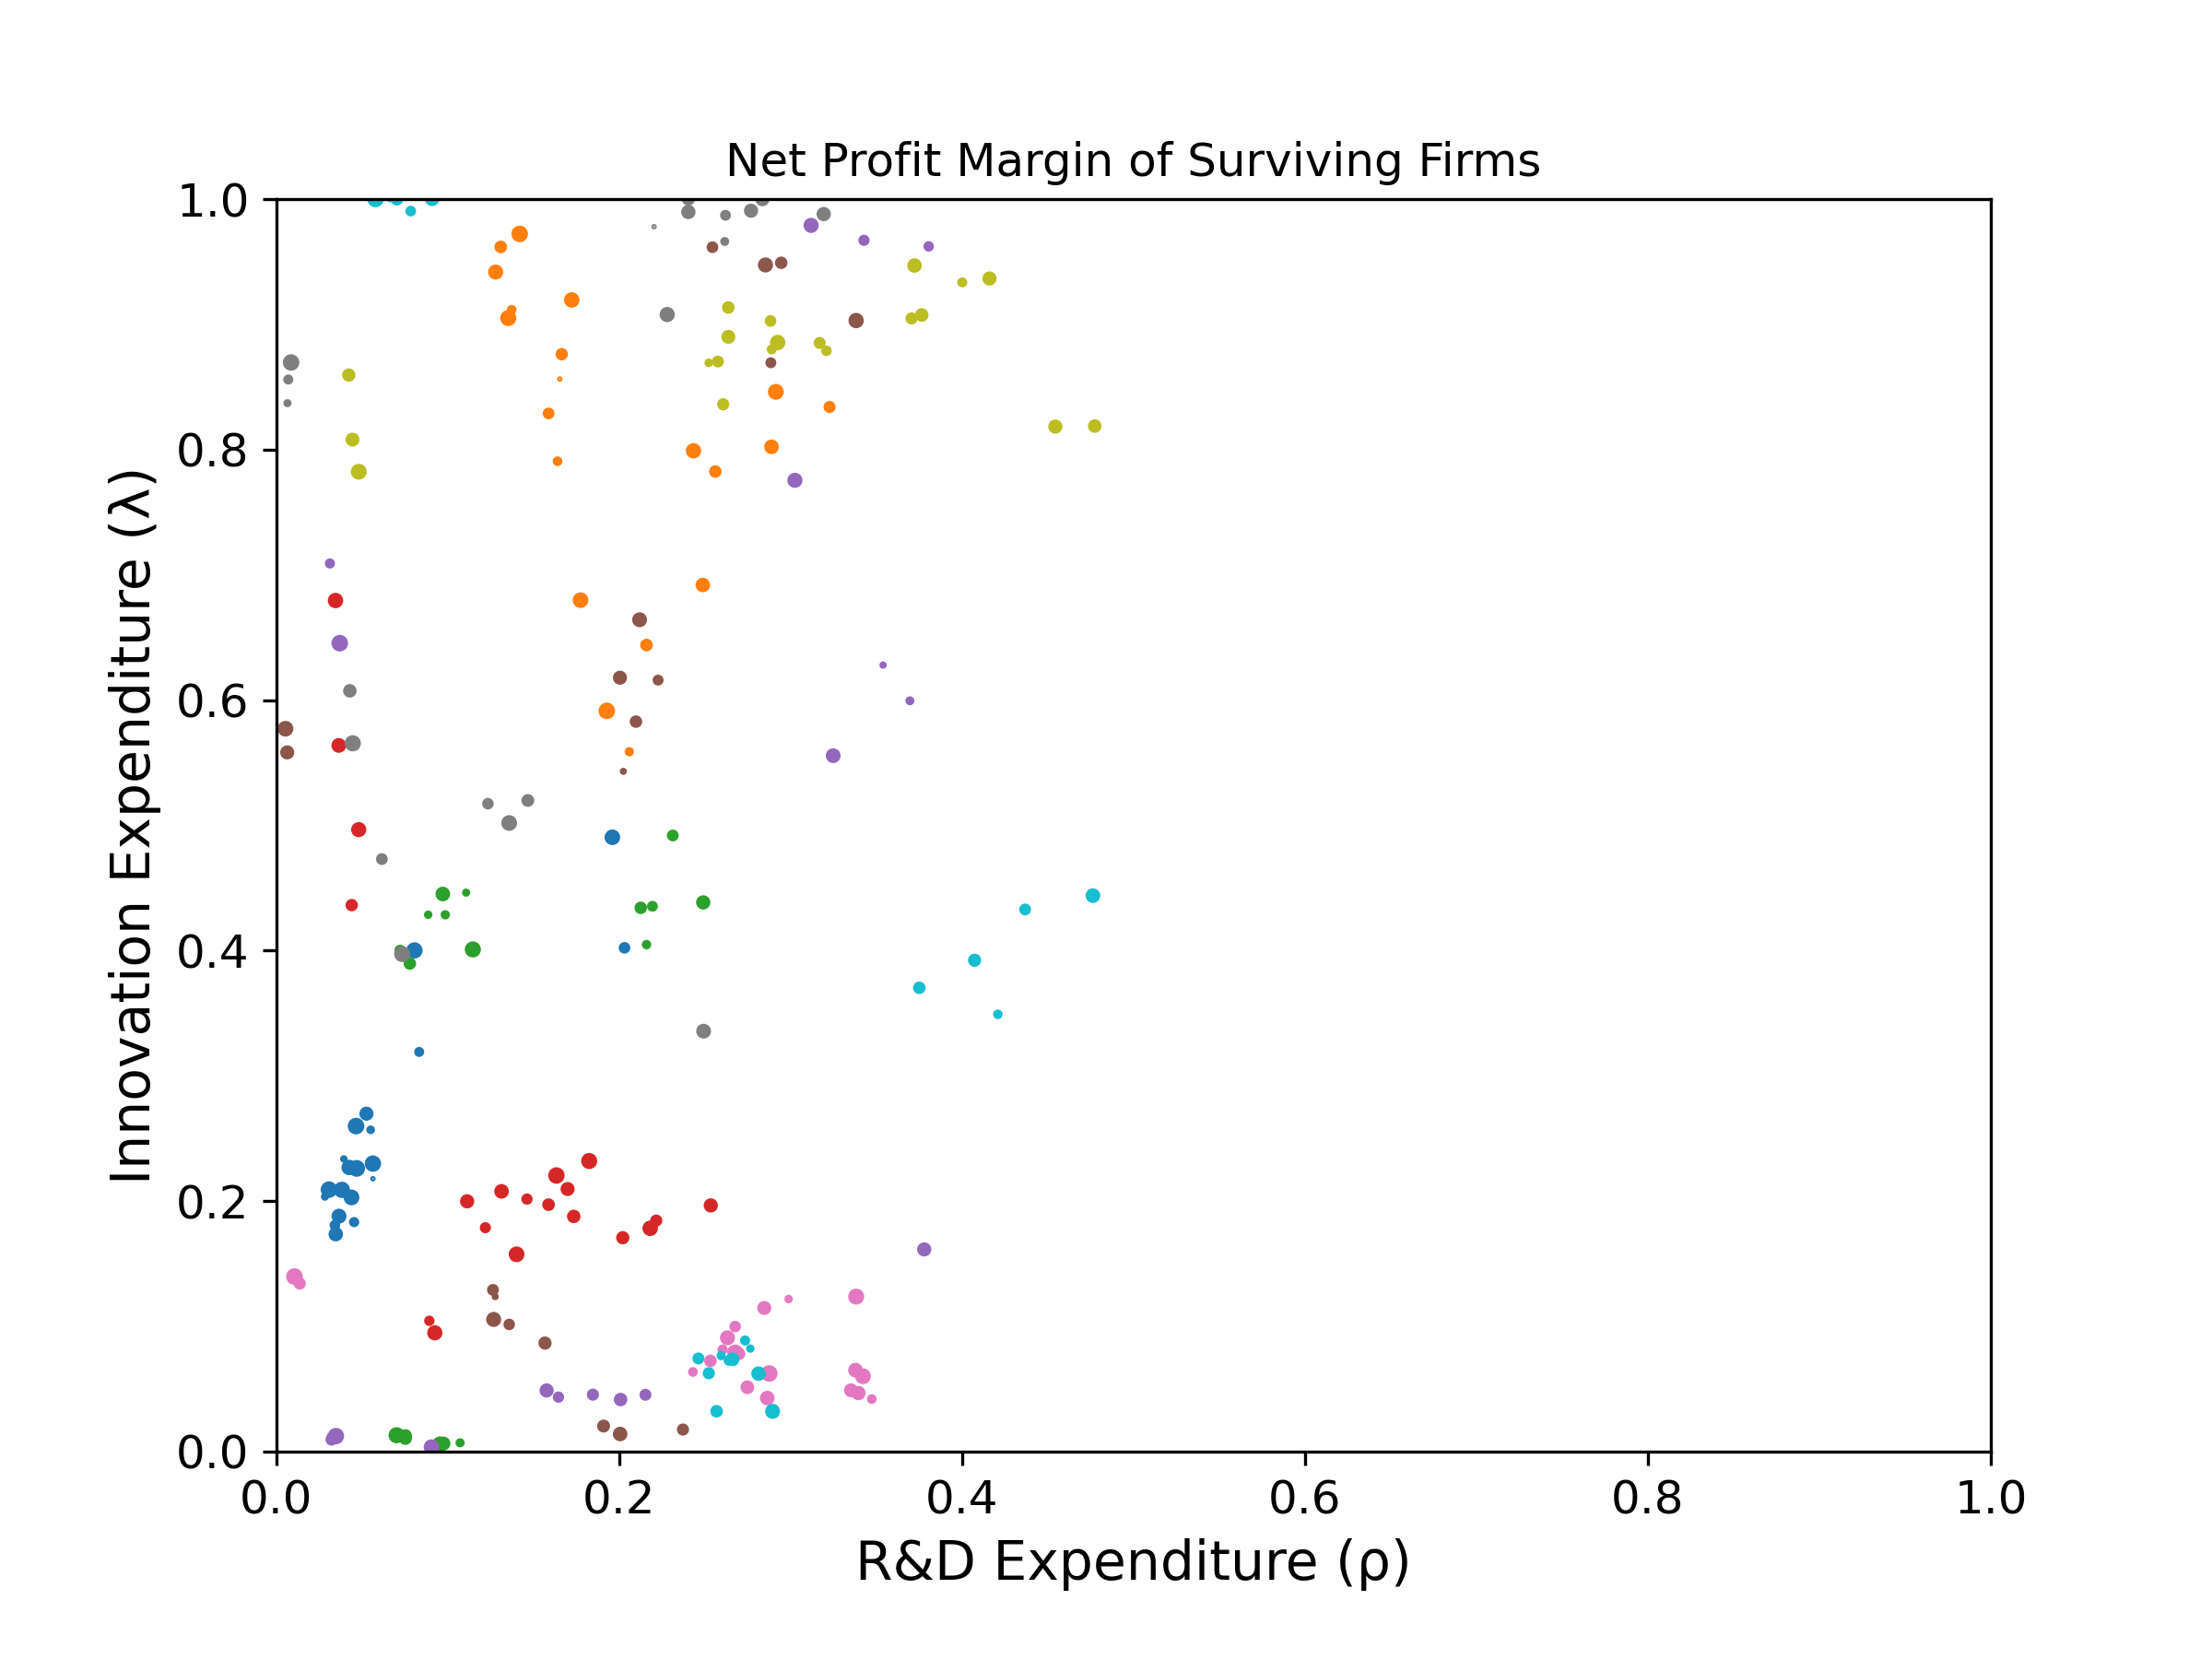 Net Profit Margin of Surviving Firms
1.0
0.8
0.6
0.4
0.2
0.0
Innovation Expenditure (λ)
0.0 0.2 0.4 0.6 0.8 1.0
R&D Expenditure (ρ)